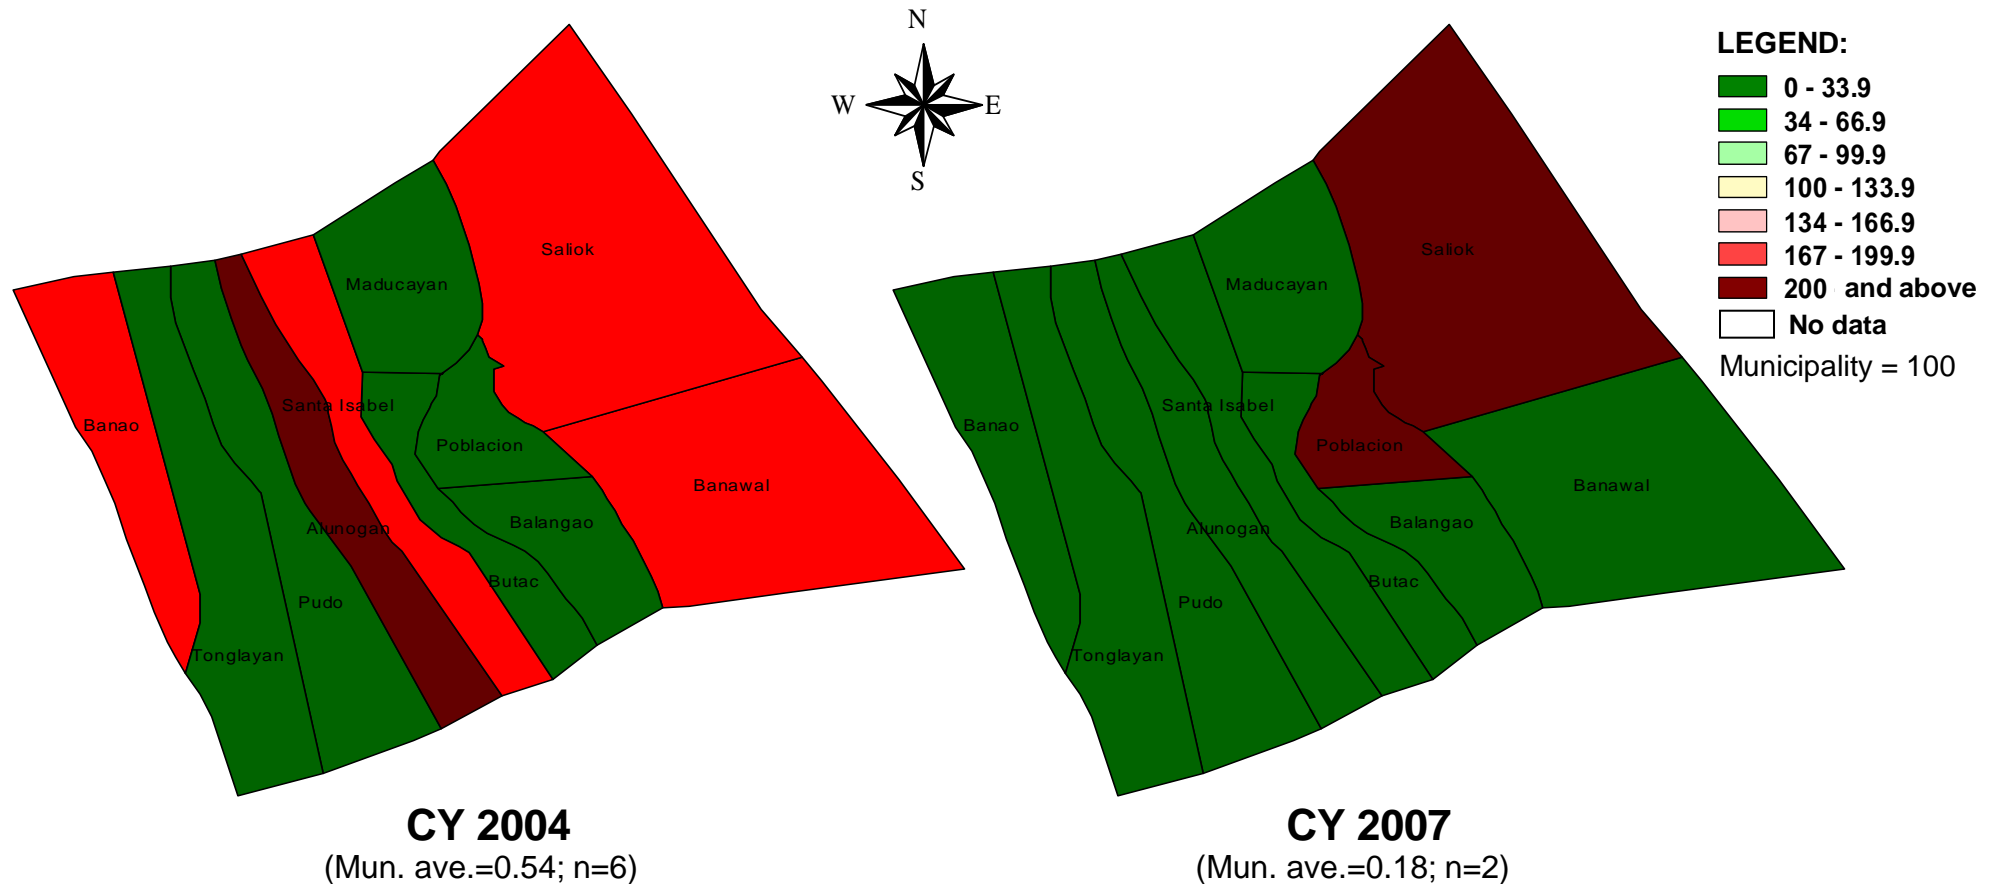 N
W
E
S
LEGEND:
0 - 33.9
34 - 66.9
67 - 99.9
100 - 133.9
134 - 166.9
167 - 199.9
200 and above
No data
Municipality = 100
Saliok
Maducayan
Santa Isabel
Banao
Poblacion
Banawal
Balangao
Alunogan
Butac
Pudo
Tonglayan
CY 2004
(Mun. ave.=0.54; n=6)
Saliok
Maducayan
Santa Isabel
Banao
Poblacion
Banawal
Balangao
Alunogan
Butac
Pudo
Tonglayan
CY 2007
(Mun. ave.=0.18; n=2)